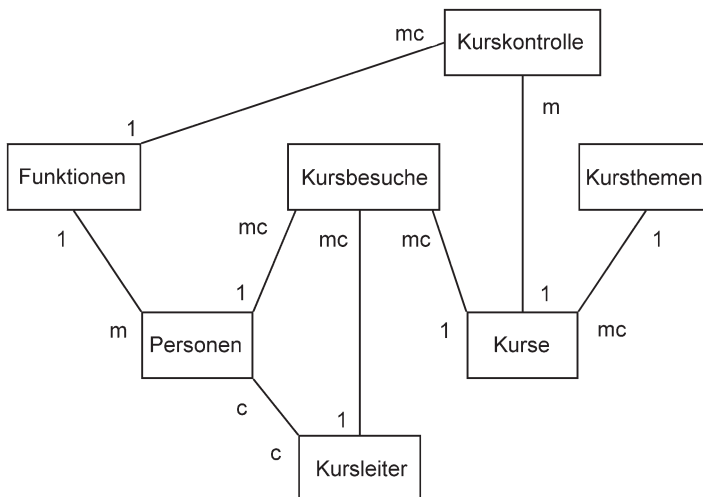 mc
Kurskontrolle
1
m
Funktionen
Kursbesuche
Kursthemen
1
mc
mc
mc
1
1
1
m
Personen
1
Kurse
mc
c
1
c
Kursleiter